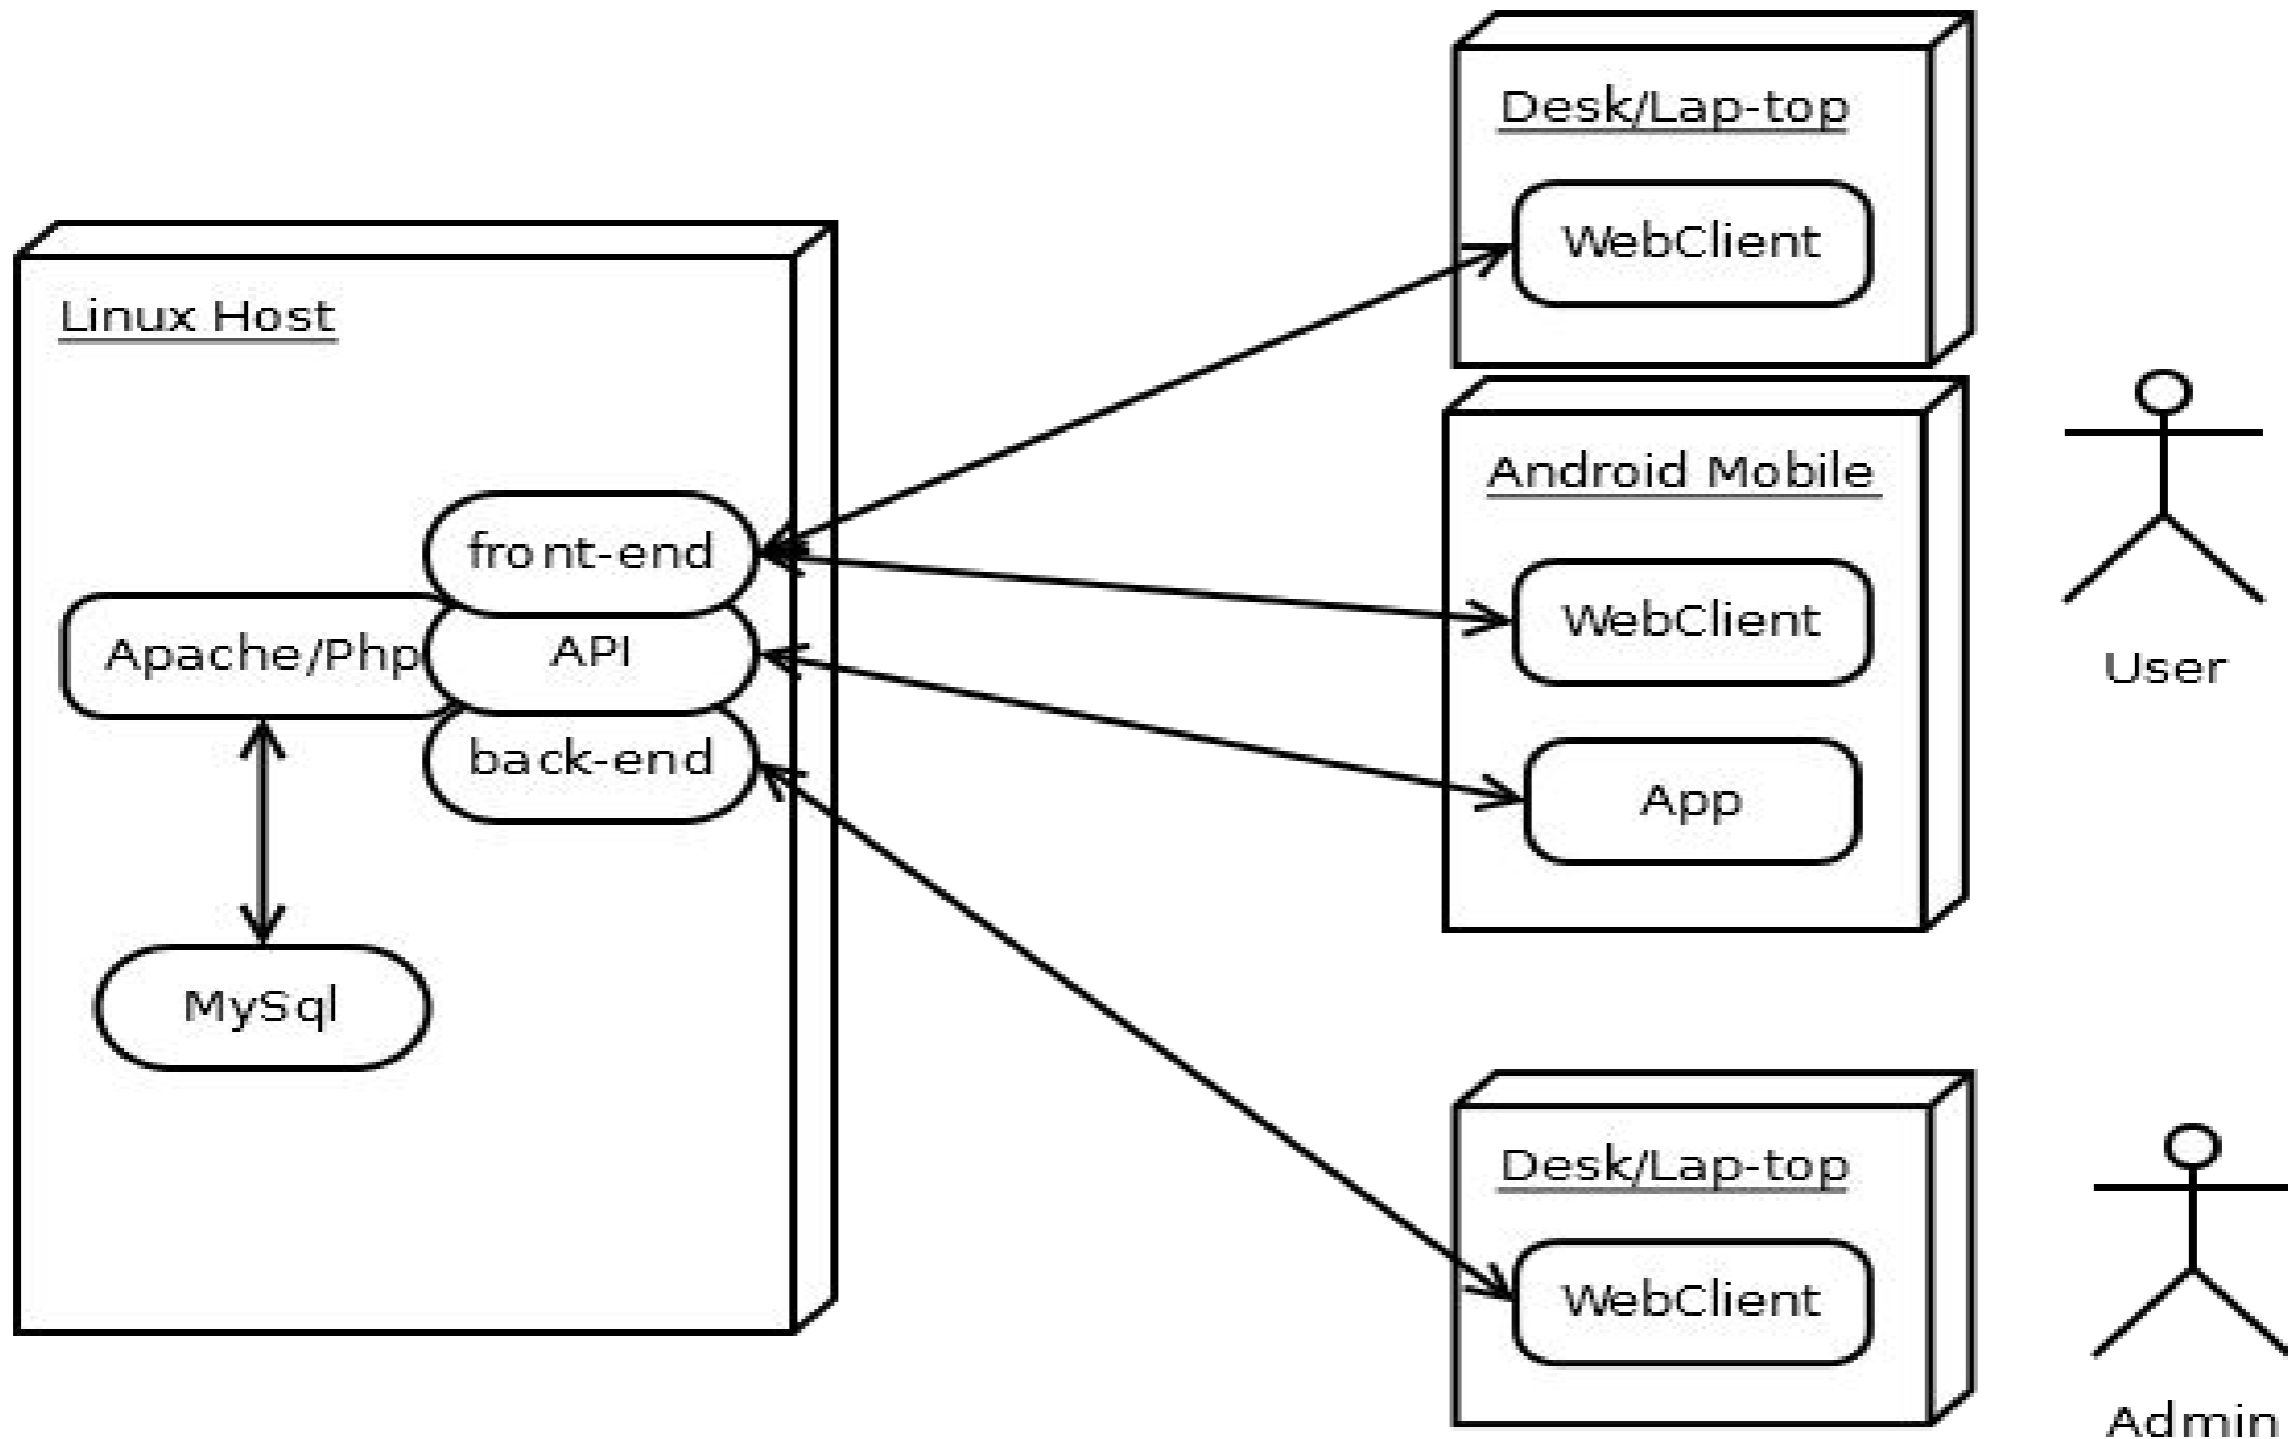 Linux Host
front-end
Apache/Php
API
back-end
MySql
Desk/Lap-top
WebClient
Android Mobile
WebClient
App
User
Desk/Lap-top
WebClient
Admin